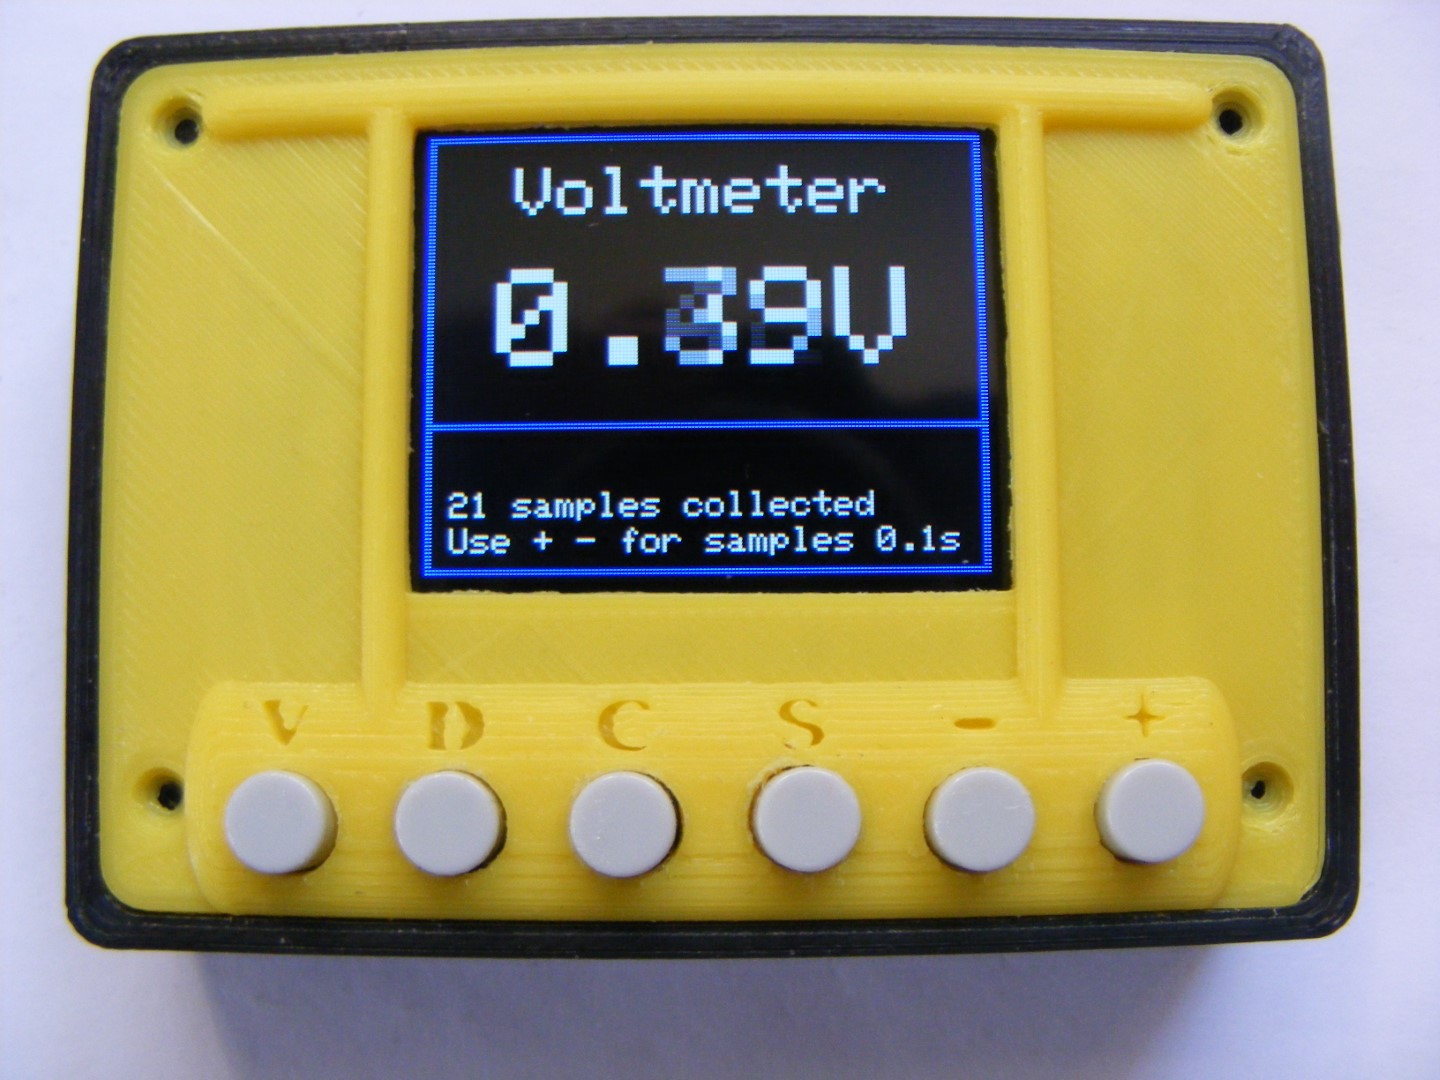 Voltmeter
0.39V
21 samples collected
Use + - for samples 0.1s
V D C S - +